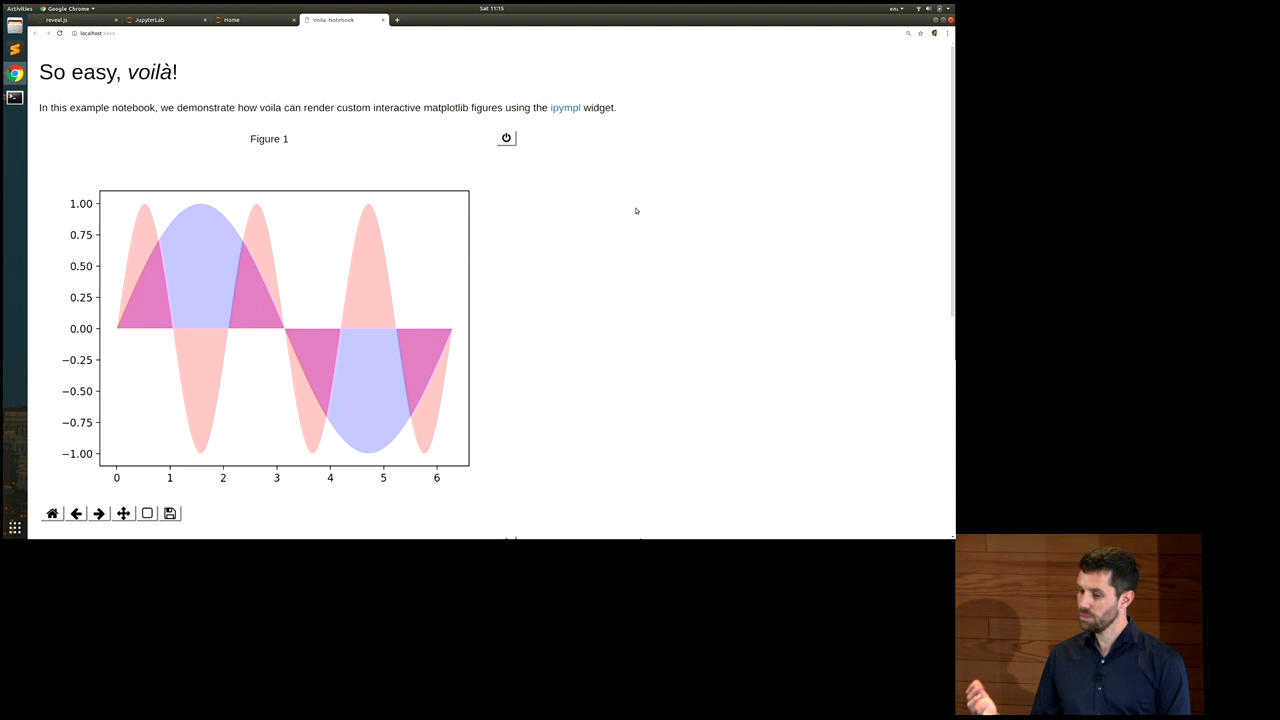 Activities Google Chrome Sat 11:15 en₁
reveal.js JupyterLab Home Voila: Notebook
localhost
So easy, voilà!
In this example notebook, we demonstrate how voila can render custom interactive matplotlib figures using the ipympl widget.
Figure 1
1.00
0.75
0.50
0.25
0.00
−0.25
−0.50
−0.75
−1.00
0 1 2 3 4 5 6